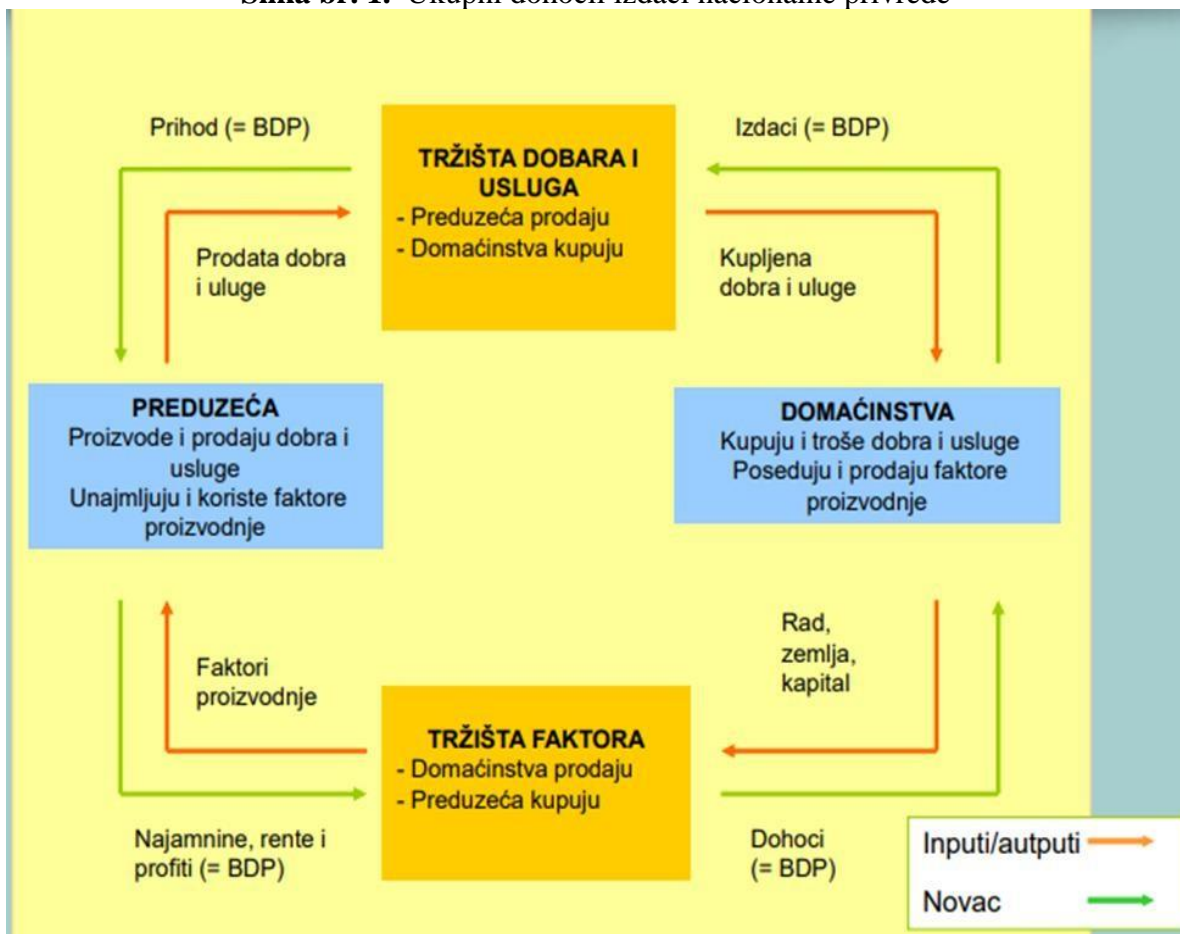 Prihod (= BDP)
Izdaci (= BDP)
TRŽIŠTA DOBARA I
USLUGA
- Preduzeća prodaju
- Domaćinstva kupuju
Prodata dobra
i uluge
Kupljena
dobra i uluge
PREDUZEĆA
Proizvode i prodaju dobra i
usluge
Unajmljuju i koriste faktore
proizvodnje
DOMAĆINSTVA
Kupuju i troše dobra i usluge
Poseduju i prodaju faktore
proizvodnje
Faktori
proizvodnje
Rad,
zemlja,
kapital
TRŽIŠTA FAKTORA
- Domaćinstva prodaju
- Preduzeća kupuju
Najamnine, rente i
profiti (= BDP)
Dohoci
(= BDP)
Inputi/autputi
Novac